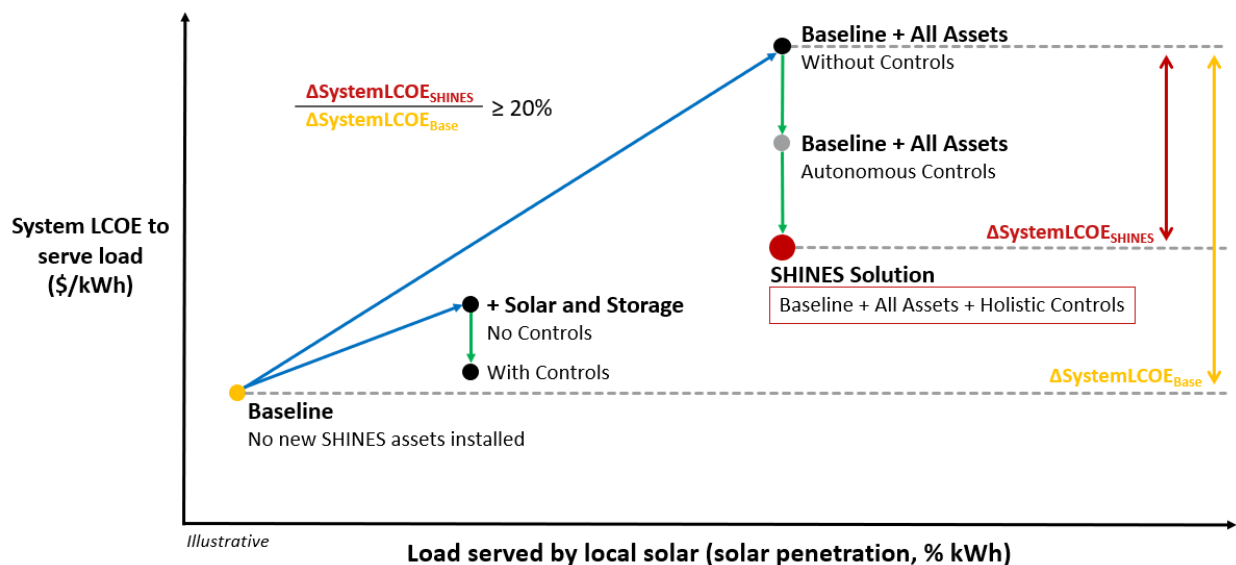 Baseline + All Assets
Without Controls
ΔSystemLCOE_SHINES
ΔSystemLCOE_Base
≥ 20%
Baseline + All Assets
Autonomous Controls
System LCOE to
serve load
($/kWh)
ΔSystemLCOE_SHINES
SHINES Solution
Baseline + All Assets + Holistic Controls
+ Solar and Storage
No Controls
With Controls
ΔSystemLCOE_Base
Baseline
No new SHINES assets installed
Illustrative
Load served by local solar (solar penetration, % kWh)